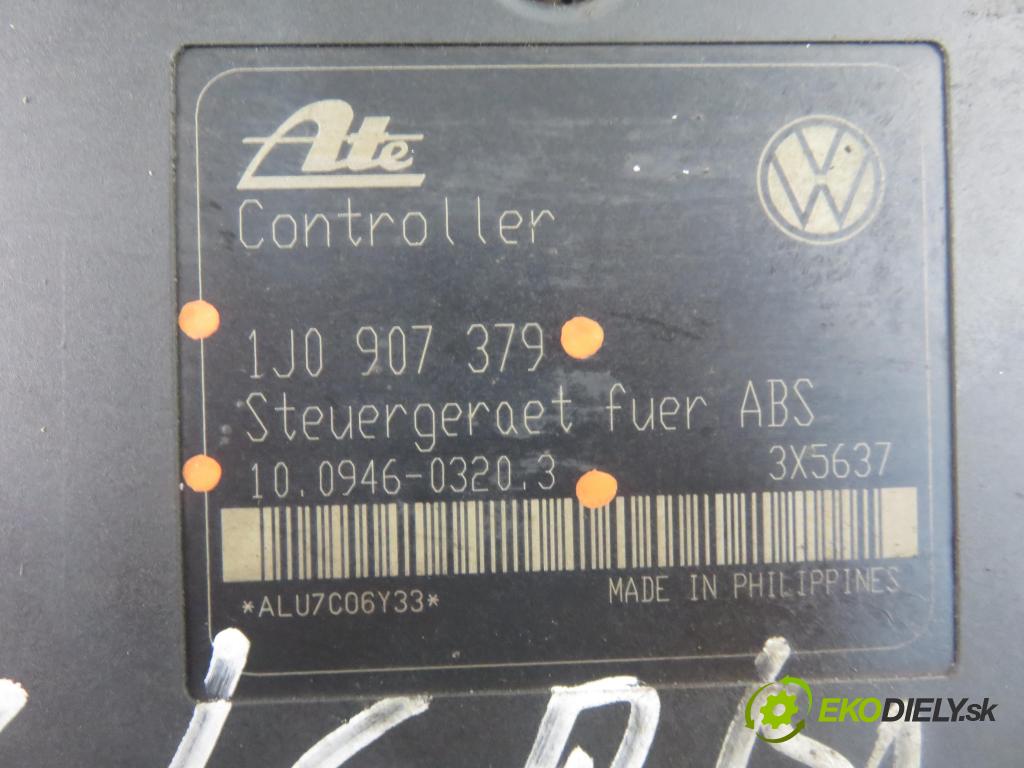 Ate
Controller
1J0 907 379
Steuergeraet fuer ABS
10.0946-0320.3 3X5637
*ALU7C06Y33* MADE IN PHILIPPINES
EKODIELY.sk